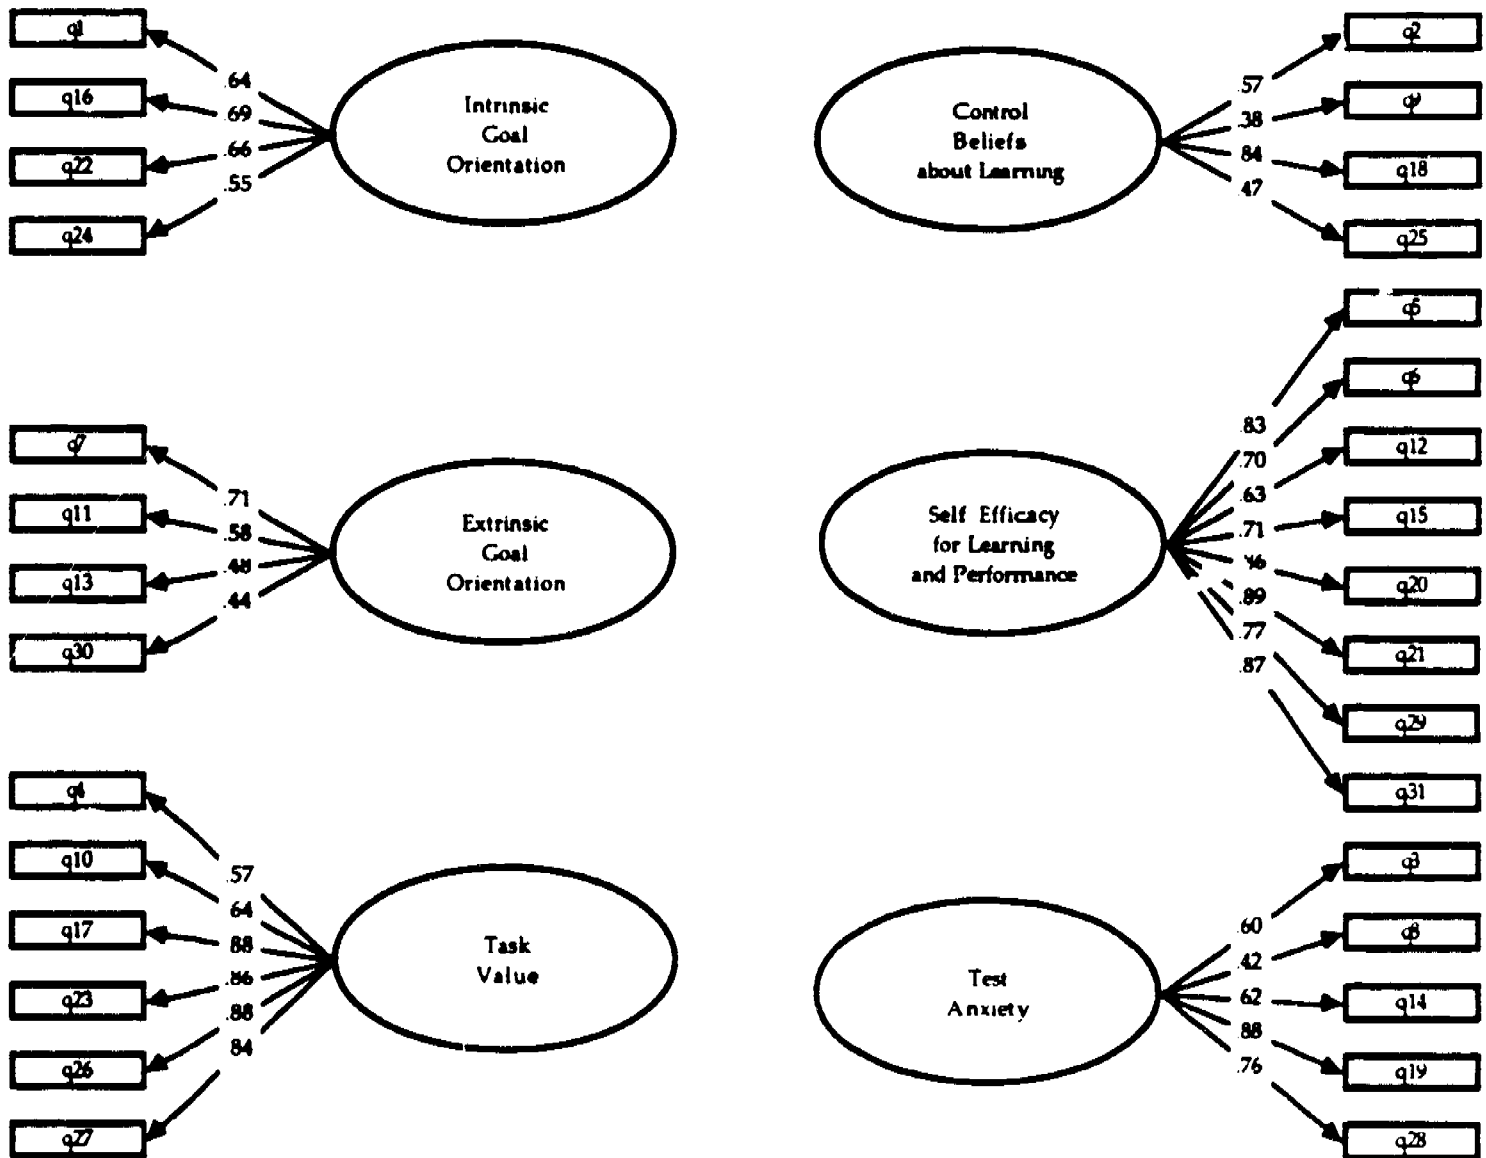 q1
q16
q22
q24
.64
.69
.66
.55
Intrinsic
Goal
Orientation
Control
Beliefs
about Learning
.57
.38
.84
.47
q2
q9
q18
q25
q7
q11
q13
q30
.71
.58
.48
.44
Extrinsic
Goal
Orientation
Self Efficacy
for Learning
and Performance
.83
.70
.63
.71
.89
.77
.87
q5
q6
q12
q15
q20
q21
q29
q31
q4
q10
q17
q23
q26
q27
.57
.64
.88
.86
.88
.84
Task
Value
Test
Anxiety
.60
.42
.62
.88
.76
q3
q8
q14
q19
q28